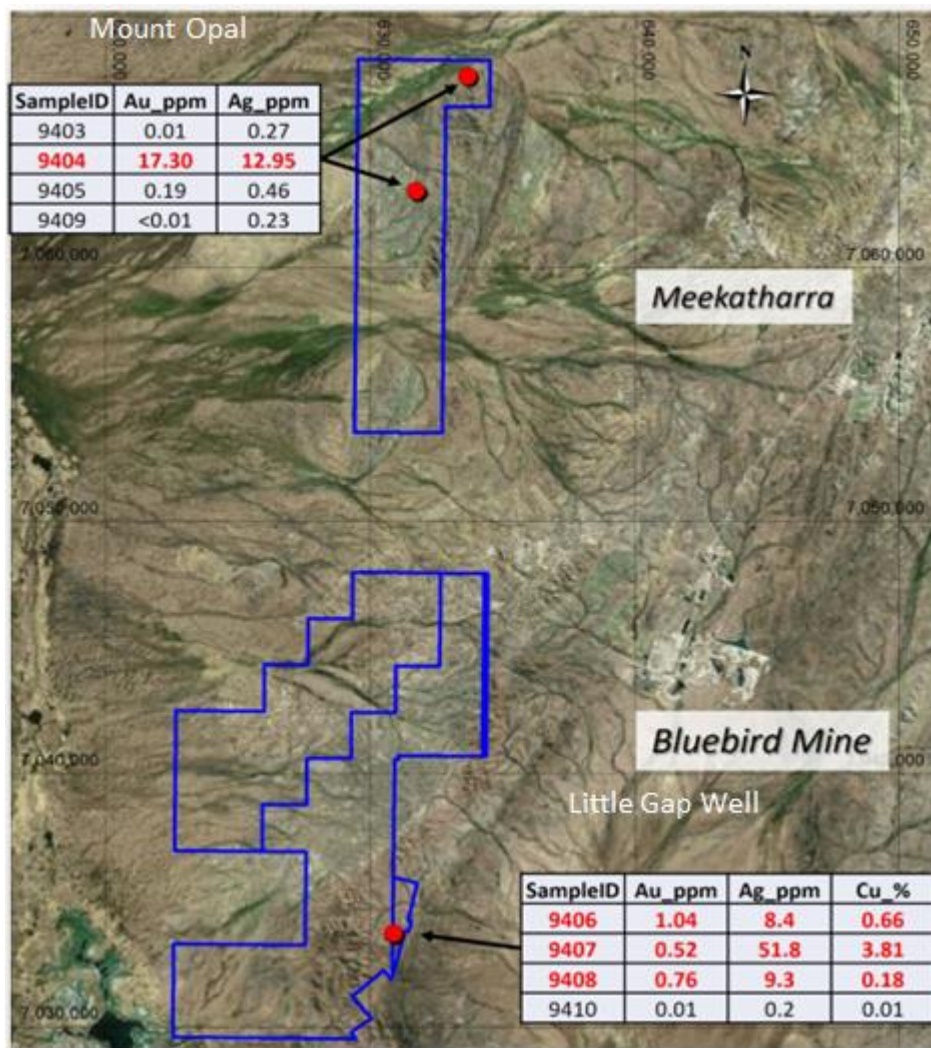 Mount Opal
630 000
640 000
650 000
N
SampleID Au_ppm Ag_ppm
9403 0.01 0.27
9404 17.30 12.95
9405 0.19 0.46
9409 <0.01 0.23
7 060 000
7 060 000
Meekatharra
7 050 000
7 050 000
Bluebird Mine
7 040 000
7 040 000
Little Gap Well
SampleID Au_ppm Ag_ppm Cu_%
9406 1.04 8.4 0.66
9407 0.52 51.8 3.81
9408 0.76 9.3 0.18
9410 0.01 0.2 0.01
7 030 000